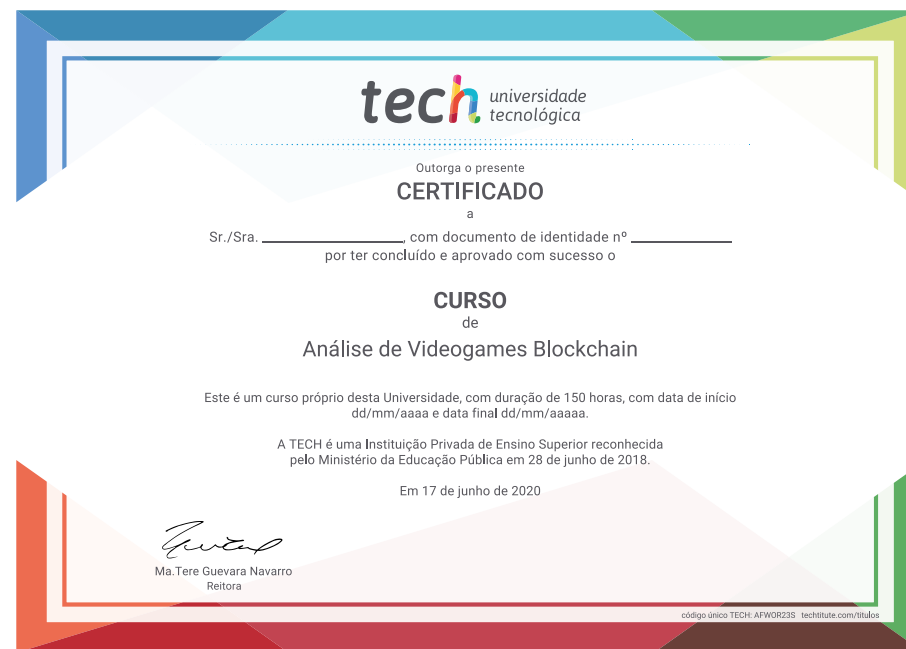 tech universidade
tecnológica
Outorga o presente
CERTIFICADO
a
Sr./Sra. ____________________, com documento de identidade nº ______________
por ter concluído e aprovado com sucesso o
CURSO
de
Análise de Videogames Blockchain
Este é um curso próprio desta Universidade, com duração de 150 horas, com data de início
dd/mm/aaaa e data final dd/mm/aaaaa.
A TECH é uma Instituição Privada de Ensino Superior reconhecida
pelo Ministério da Educação Pública em 28 de junho de 2018.
Em 17 de junho de 2020
Ma.Tere Guevara Navarro
Reitora
código único TECH: AFWOR23S techtitute.com/títulos